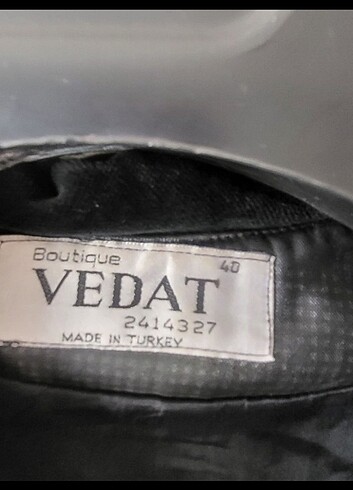 Boutique 40
VEDAT
2414327
MADE IN TURKEY